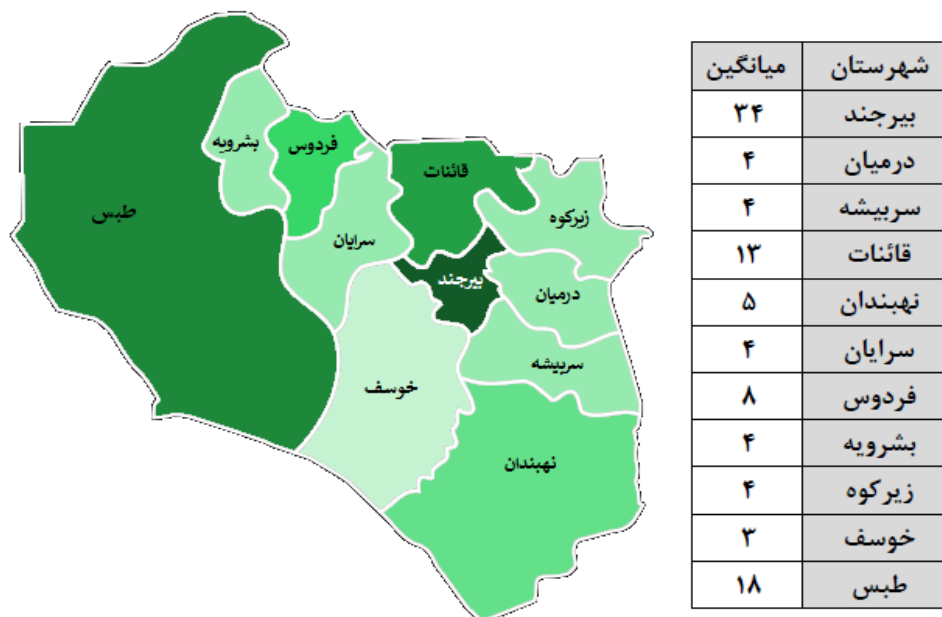 بشرویه
فردوس
قائنات
طبس
سرایان
زیرکوه
بیرجند
درمیان
سربیشه
خوسف
نهبندان
شهرستان میانگین
بیرجند ۳۴
درمیان ۴
سربیشه ۴
قائنات ۱۳
نهبندان ۵
سرایان ۴
فردوس ۸
بشرویه ۴
زیرکوه ۴
خوسف ۳
طبس ۱۸